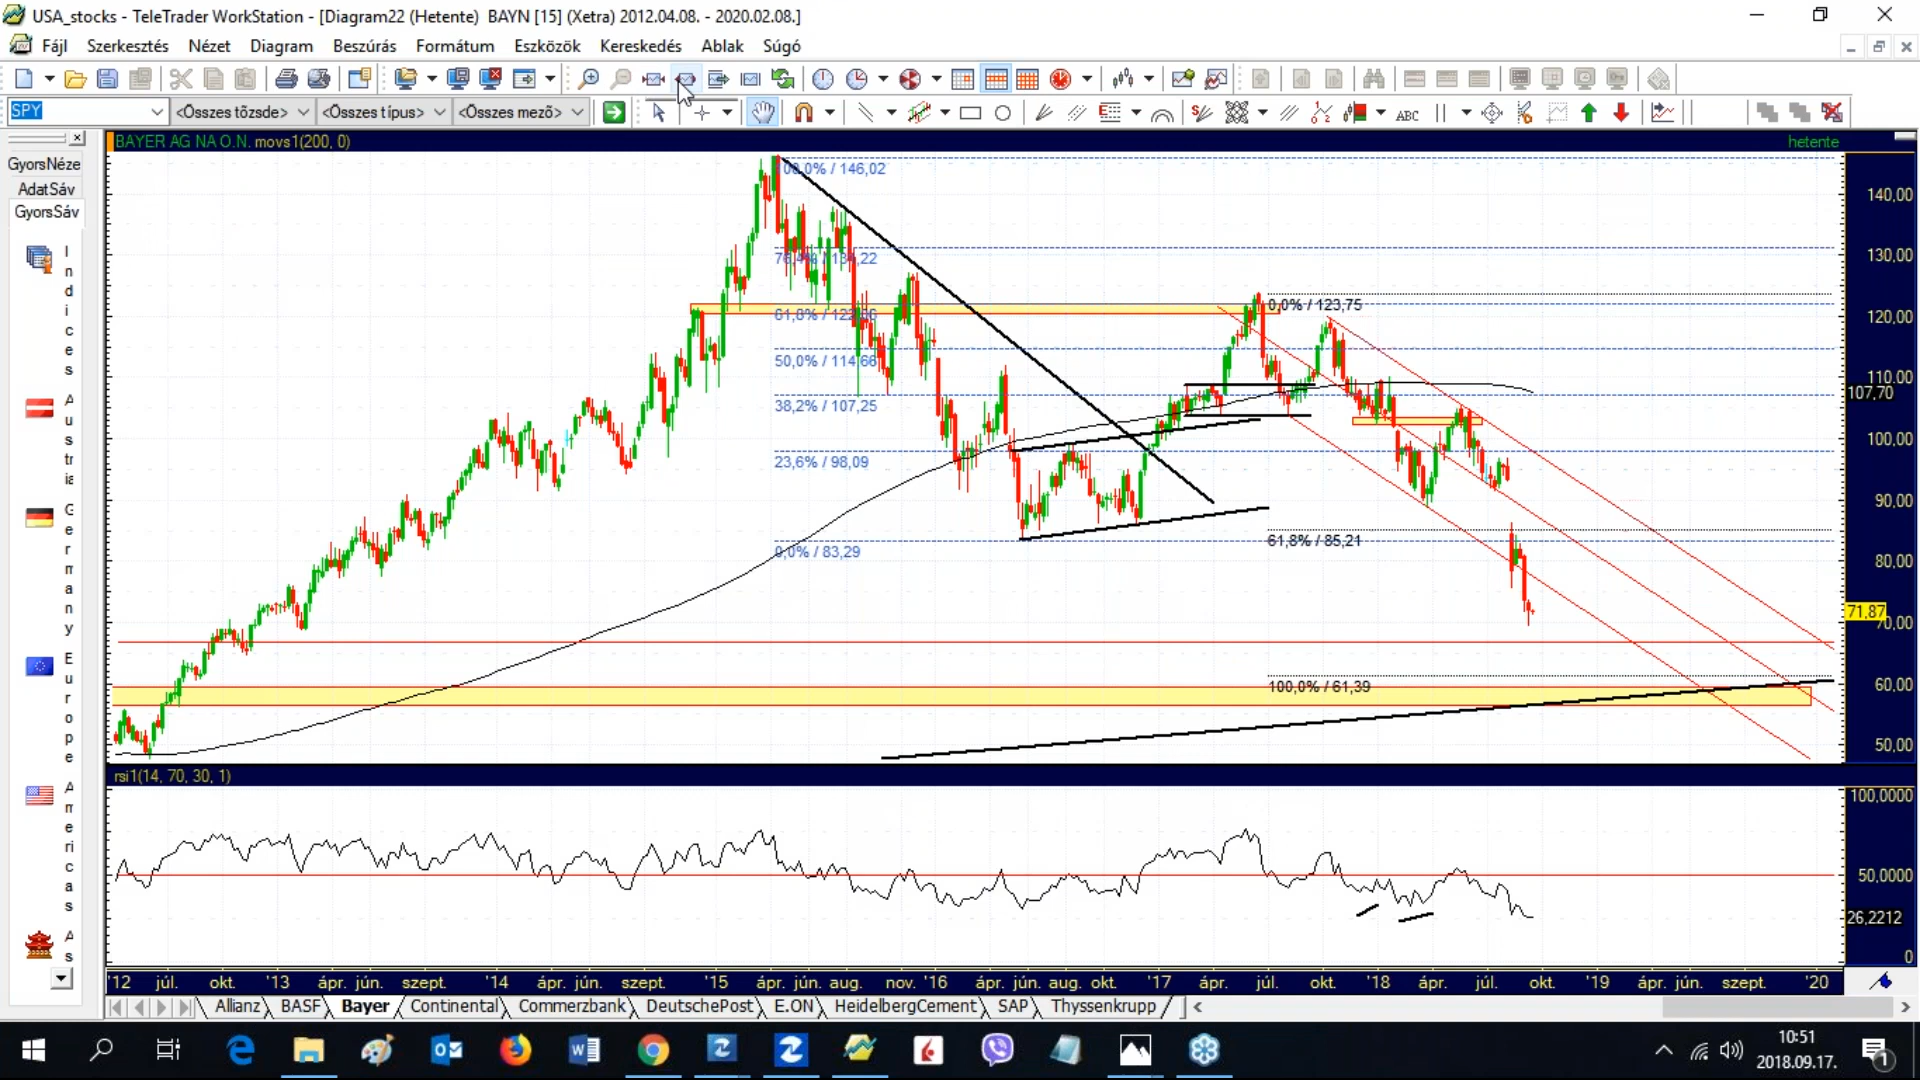 USA_stocks - TeleTrader WorkStation - [Diagram22 (Hetente)  BAYN [15] (Xetra) 2012.04.08. - 2020.02.08.]
Fájl Szerkesztés Nézet Diagram Beszúrás Formátum Eszközök Kereskedés Ablak Súgó
SPY <Összes tőzsde> <Összes típus> <Összes mező> ABC
GyorsNéze
AdatSáv
GyorsSáv
Indices
Austria
Germany
Europe
Americas
As
BAYER AG NA O.N. movs1(200, 0) hetente
100,0% / 146,02
76,4% / 131,22
61,8% /
50,0% / 114,66
38,2% / 107,25
23,6% / 98,09
0,0% / 83,29
0,0% / 123,75
61,8% / 85,21
100,0% / 61,39
140,00
130,00
120,00
110,00
107,70
100,00
90,00
80,00
71,87
70,00
60,00
50,00
rsi1(14, 70, 30, 1)
100,0000
50,0000
26,2212
0
'12 júl. okt. '13 ápr. jún. szept. '14 ápr. jún. szept. '15 ápr. jún. aug. nov. '16 ápr. jún. aug. okt. '17 ápr. júl. okt. '18 ápr. júl. okt. '19 ápr. jún. szept. '20
Allianz BASF Bayer Continental Commerzbank DeutschePost E.ON HeidelbergCement SAP Thyssenkrupp
10:51
2018.09.17.
1